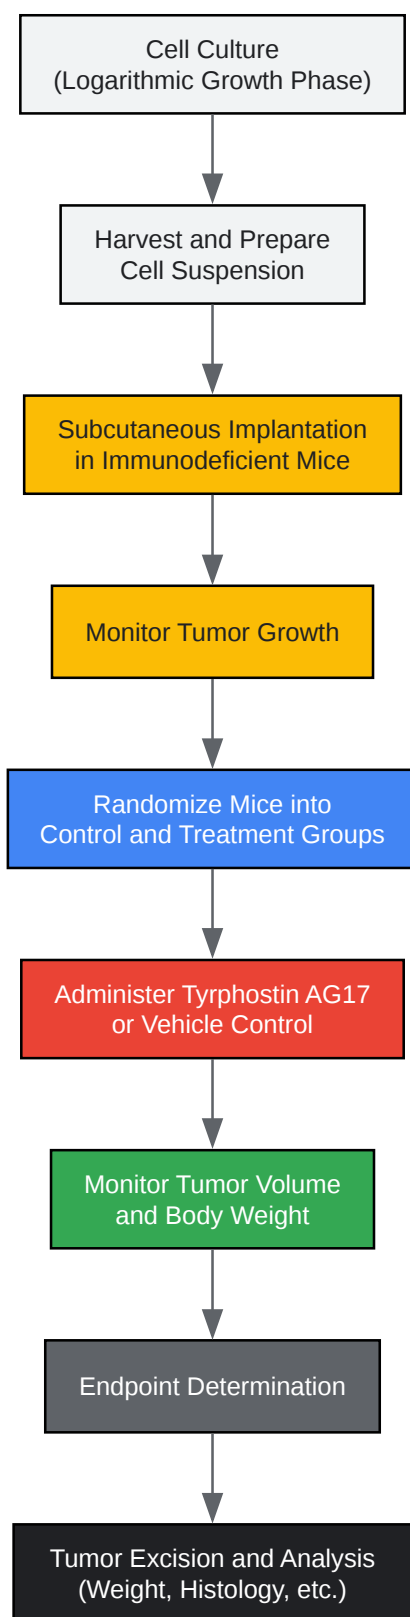 Cell Culture
(Logarithmic Growth Phase)
Harvest and Prepare
Cell Suspension
Subcutaneous Implantation
in Immunodeficient Mice
Monitor Tumor Growth
Randomize Mice into
Control and Treatment Groups
Administer Tyrphostin AG17
or Vehicle Control
Monitor Tumor Volume
and Body Weight
Endpoint Determination
Tumor Excision and Analysis
(Weight, Histology, etc.)